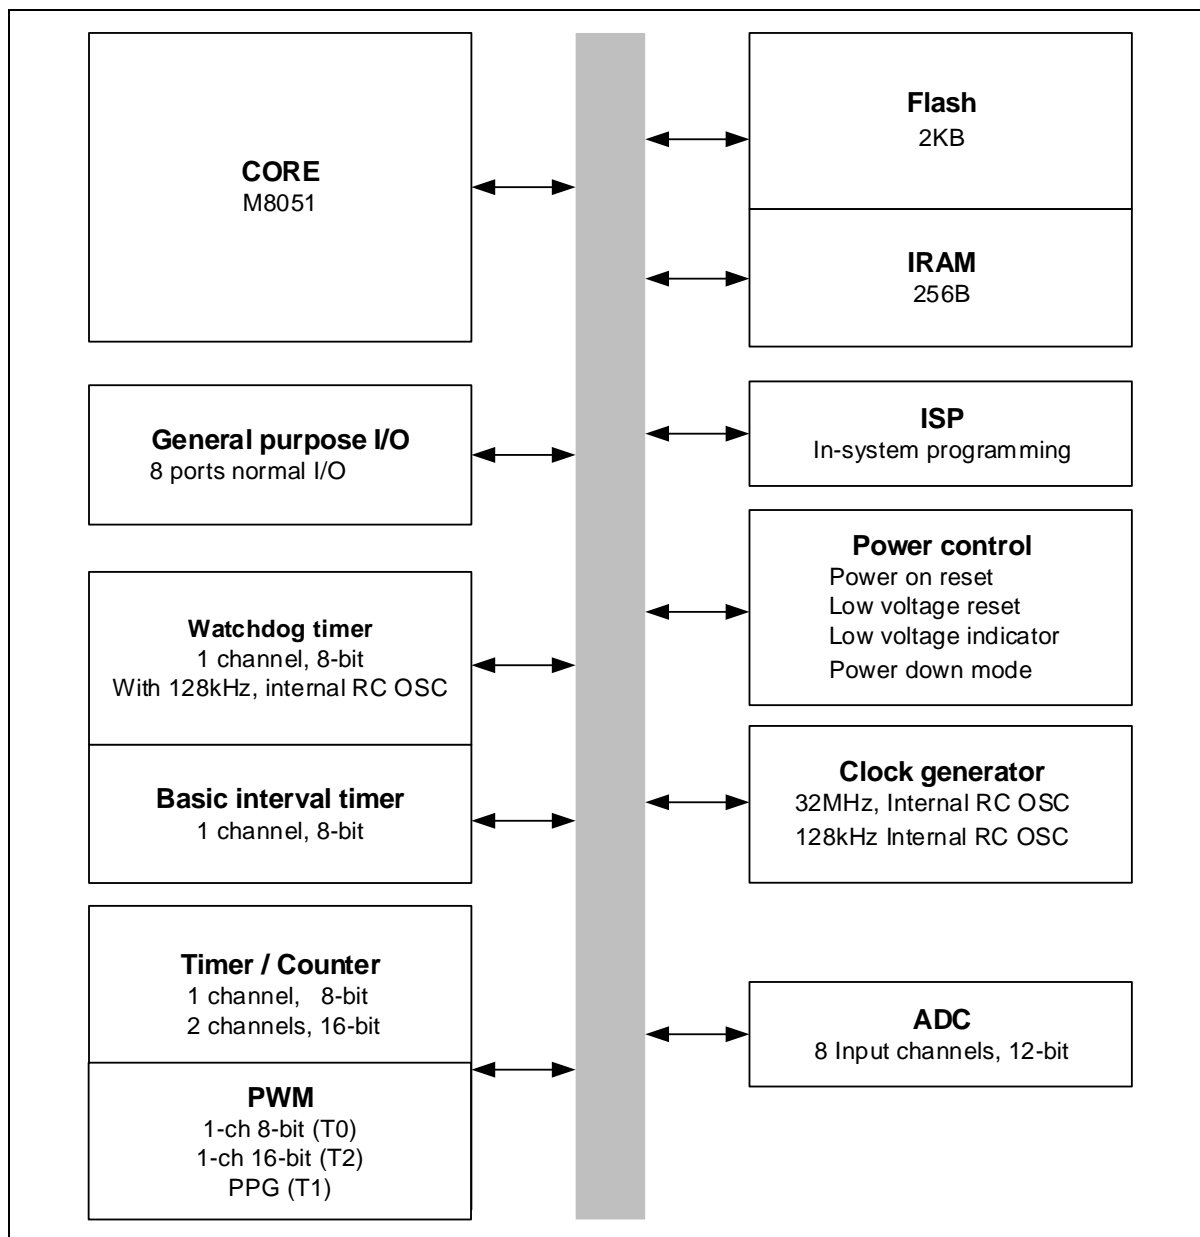 CORE
M8051
General purpose I/O
8 ports normal I/O
Watchdog timer
1 channel, 8-bit
With 128kHz, internal RC OSC
Basic interval timer
1 channel, 8-bit
Timer / Counter
1 channel, 8-bit
2 channels, 16-bit
PWM
1-ch 8-bit (T0)
1-ch 16-bit (T2)
PPG (T1)
Flash
2KB
IRAM
256B
ISP
In-system programming
Power control
Power on reset
Low voltage reset
Low voltage indicator
Power down mode
Clock generator
32MHz, Internal RC OSC
128kHz Internal RC OSC
ADC
8 Input channels, 12-bit